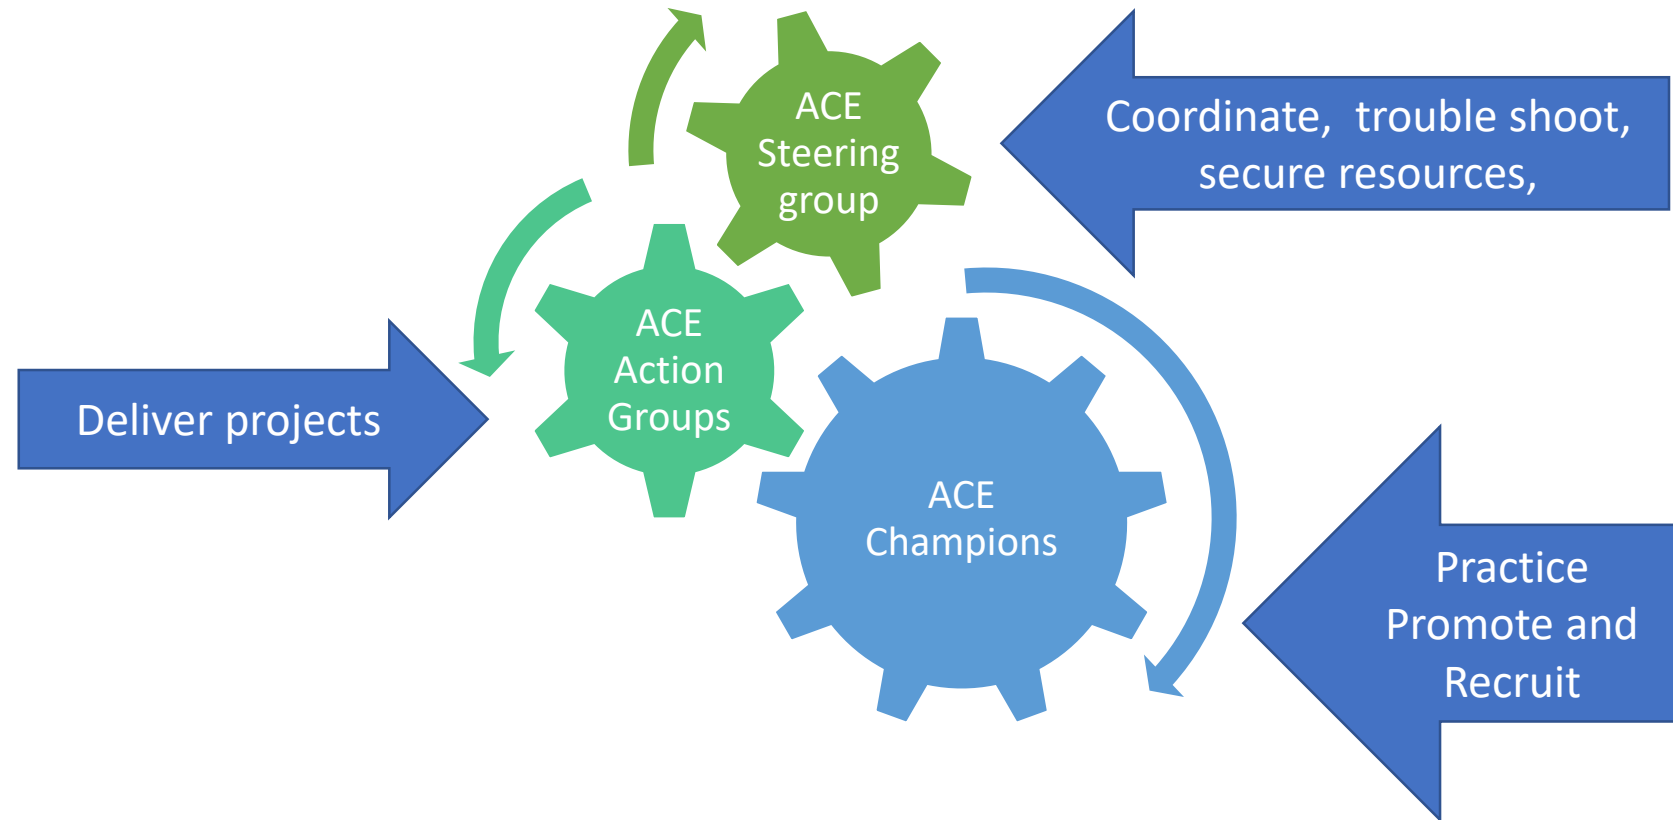 ACE
Steering
group
Coordinate,  trouble shoot,
secure resources,
ACE
Action
Groups
Deliver projects
ACE
Champions
Practice
Promote and
Recruit